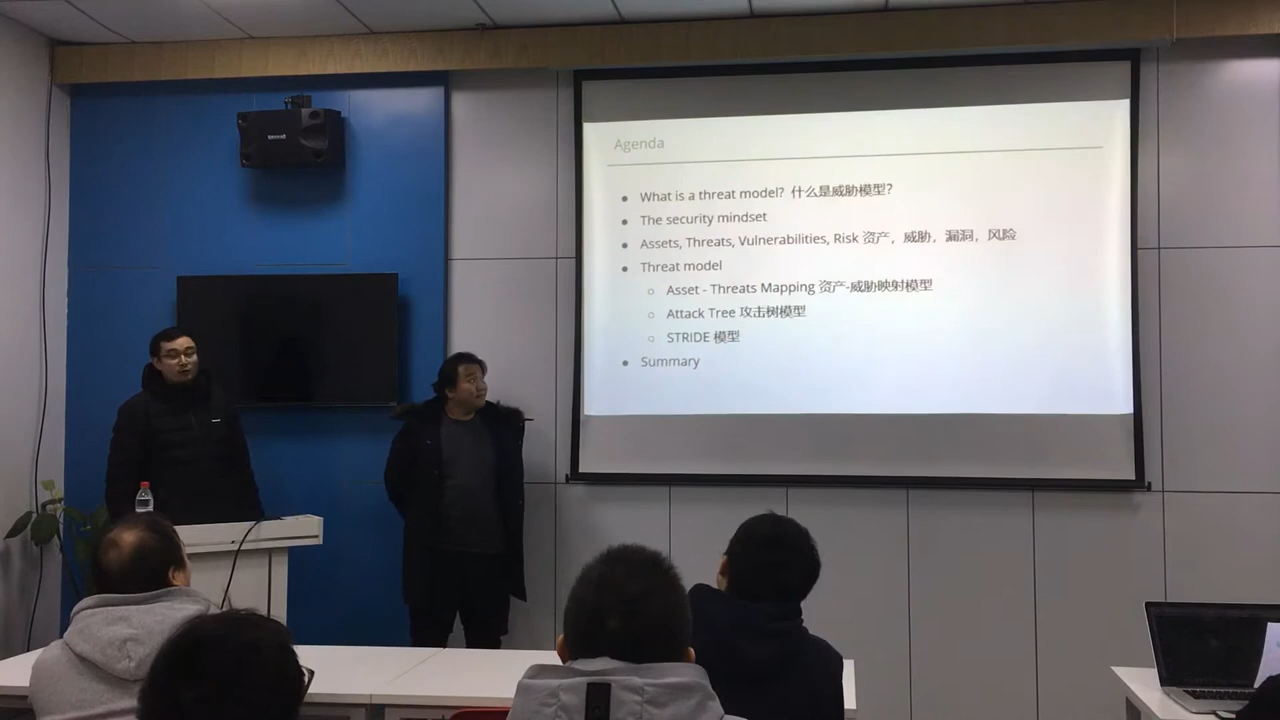 Agenda
What is a threat model? 什么是威胁模型?
The security mindset
Assets, Threats, Vulnerabilities, Risk 资产，威胁，漏洞，风险
Threat model
Asset - Threats Mapping 资产-威胁映射模型
Attack Tree 攻击树模型
STRIDE 模型
Summary